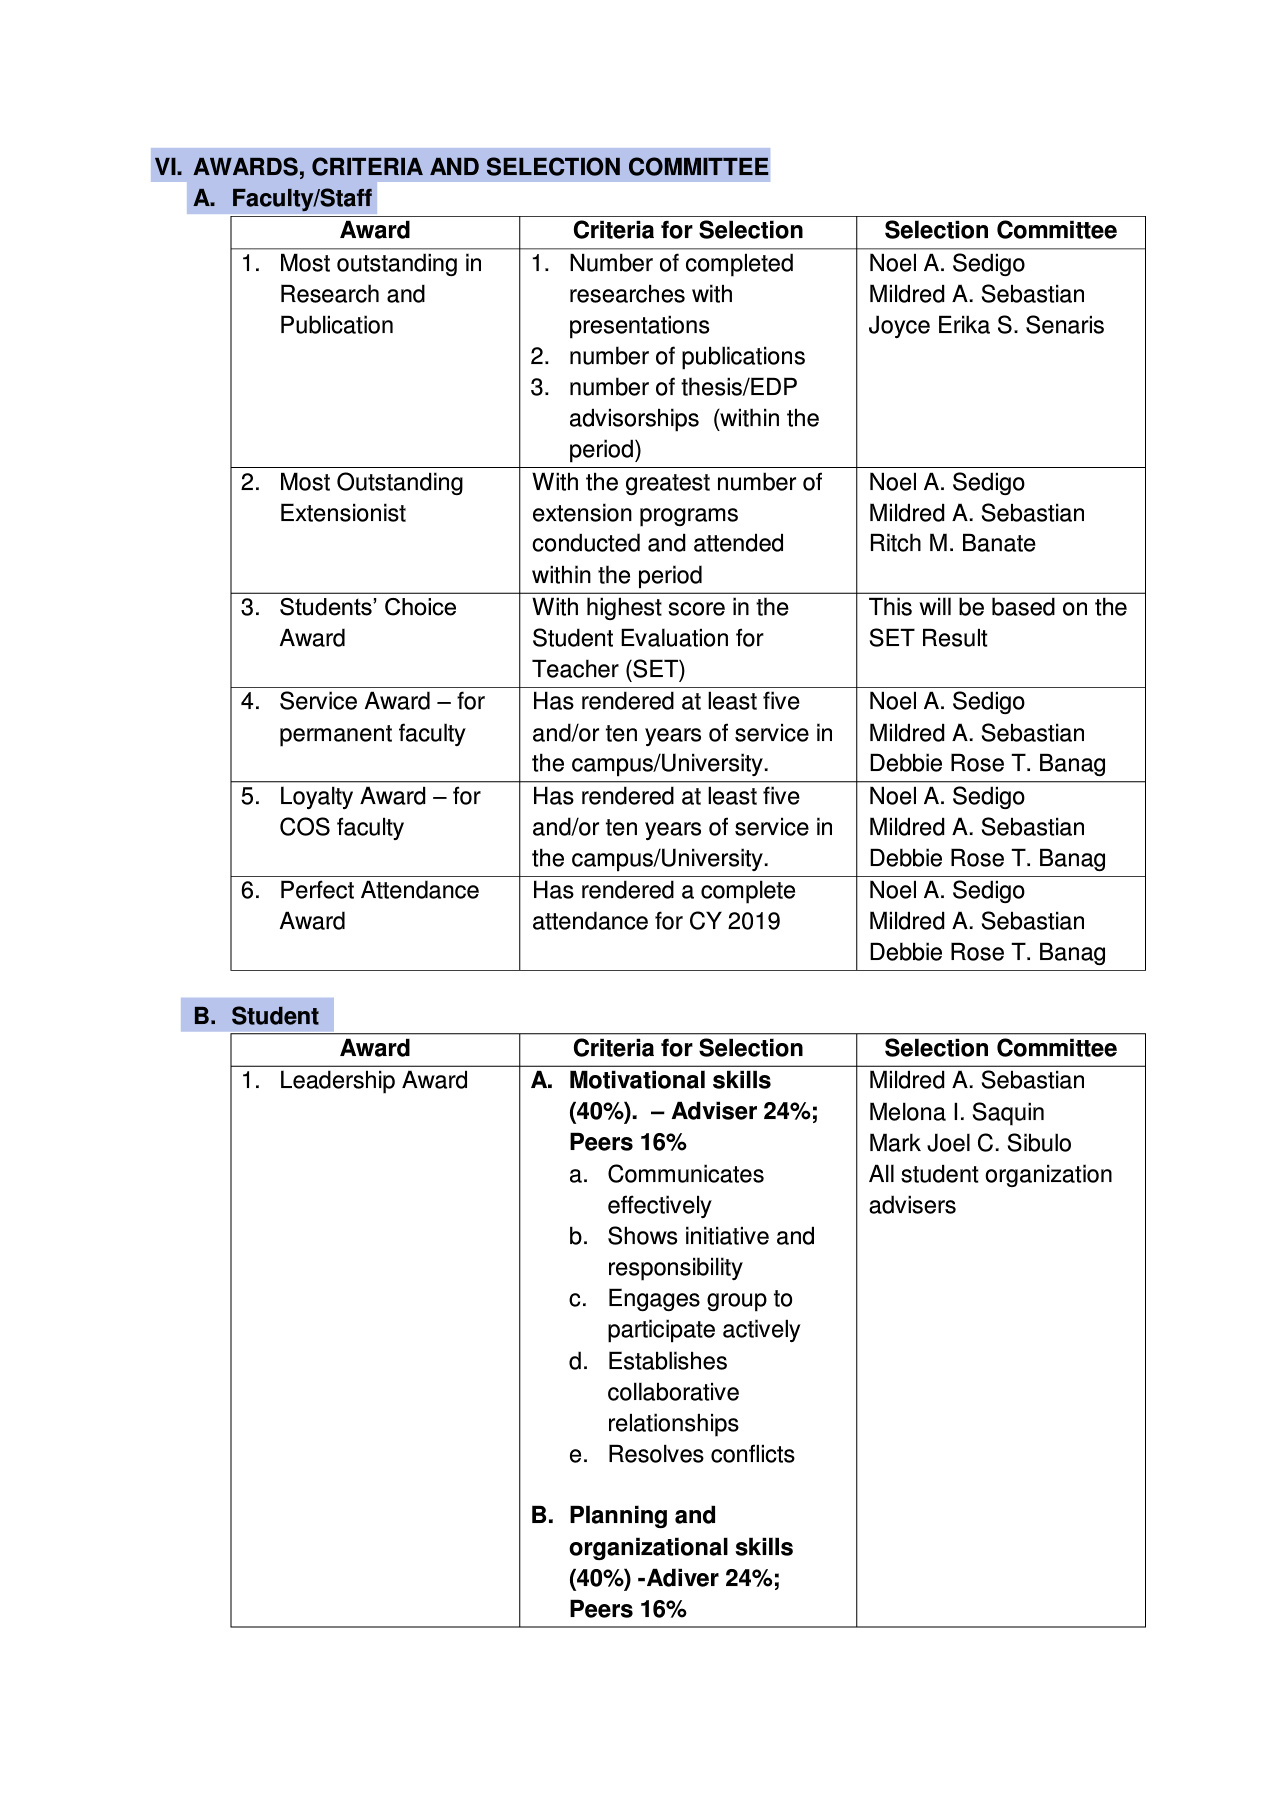 VI. AWARDS, CRITERIA AND SELECTION COMMITTEE
A. Faculty/Staff
Award
Criteria for Selection
Selection Committee
1. Most outstanding in
Research and
Publication
1. Number of completed
researches with
presentations
2. number of publications
3. number of thesis/EDP
advisorships (within the
period)
Noel A. Sedigo
Mildred A. Sebastian
Joyce Erika S. Senaris
2. Most Outstanding
Extensionist
With the greatest number of
extension programs
conducted and attended
within the period
Noel A. Sedigo
Mildred A. Sebastian
Ritch M. Banate
3. Students’ Choice
Award
With highest score in the
Student Evaluation for
Teacher (SET)
This will be based on the
SET Result
4. Service Award – for
permanent faculty
Has rendered at least five
and/or ten years of service in
the campus/University.
Noel A. Sedigo
Mildred A. Sebastian
Debbie Rose T. Banag
5. Loyalty Award – for
COS faculty
Has rendered at least five
and/or ten years of service in
the campus/University.
Noel A. Sedigo
Mildred A. Sebastian
Debbie Rose T. Banag
6. Perfect Attendance
Award
Has rendered a complete
attendance for CY 2019
Noel A. Sedigo
Mildred A. Sebastian
Debbie Rose T. Banag
B. Student
Award
Criteria for Selection
Selection Committee
1. Leadership Award
A. Motivational skills
(40%). – Adviser 24%;
Peers 16%
a. Communicates
effectively
b. Shows initiative and
responsibility
c. Engages group to
participate actively
d. Establishes
collaborative
relationships
e. Resolves conflicts
B. Planning and
organizational skills
(40%) -Adiver 24%;
Peers 16%
Mildred A. Sebastian
Melona I. Saquin
Mark Joel C. Sibulo
All student organization
advisers